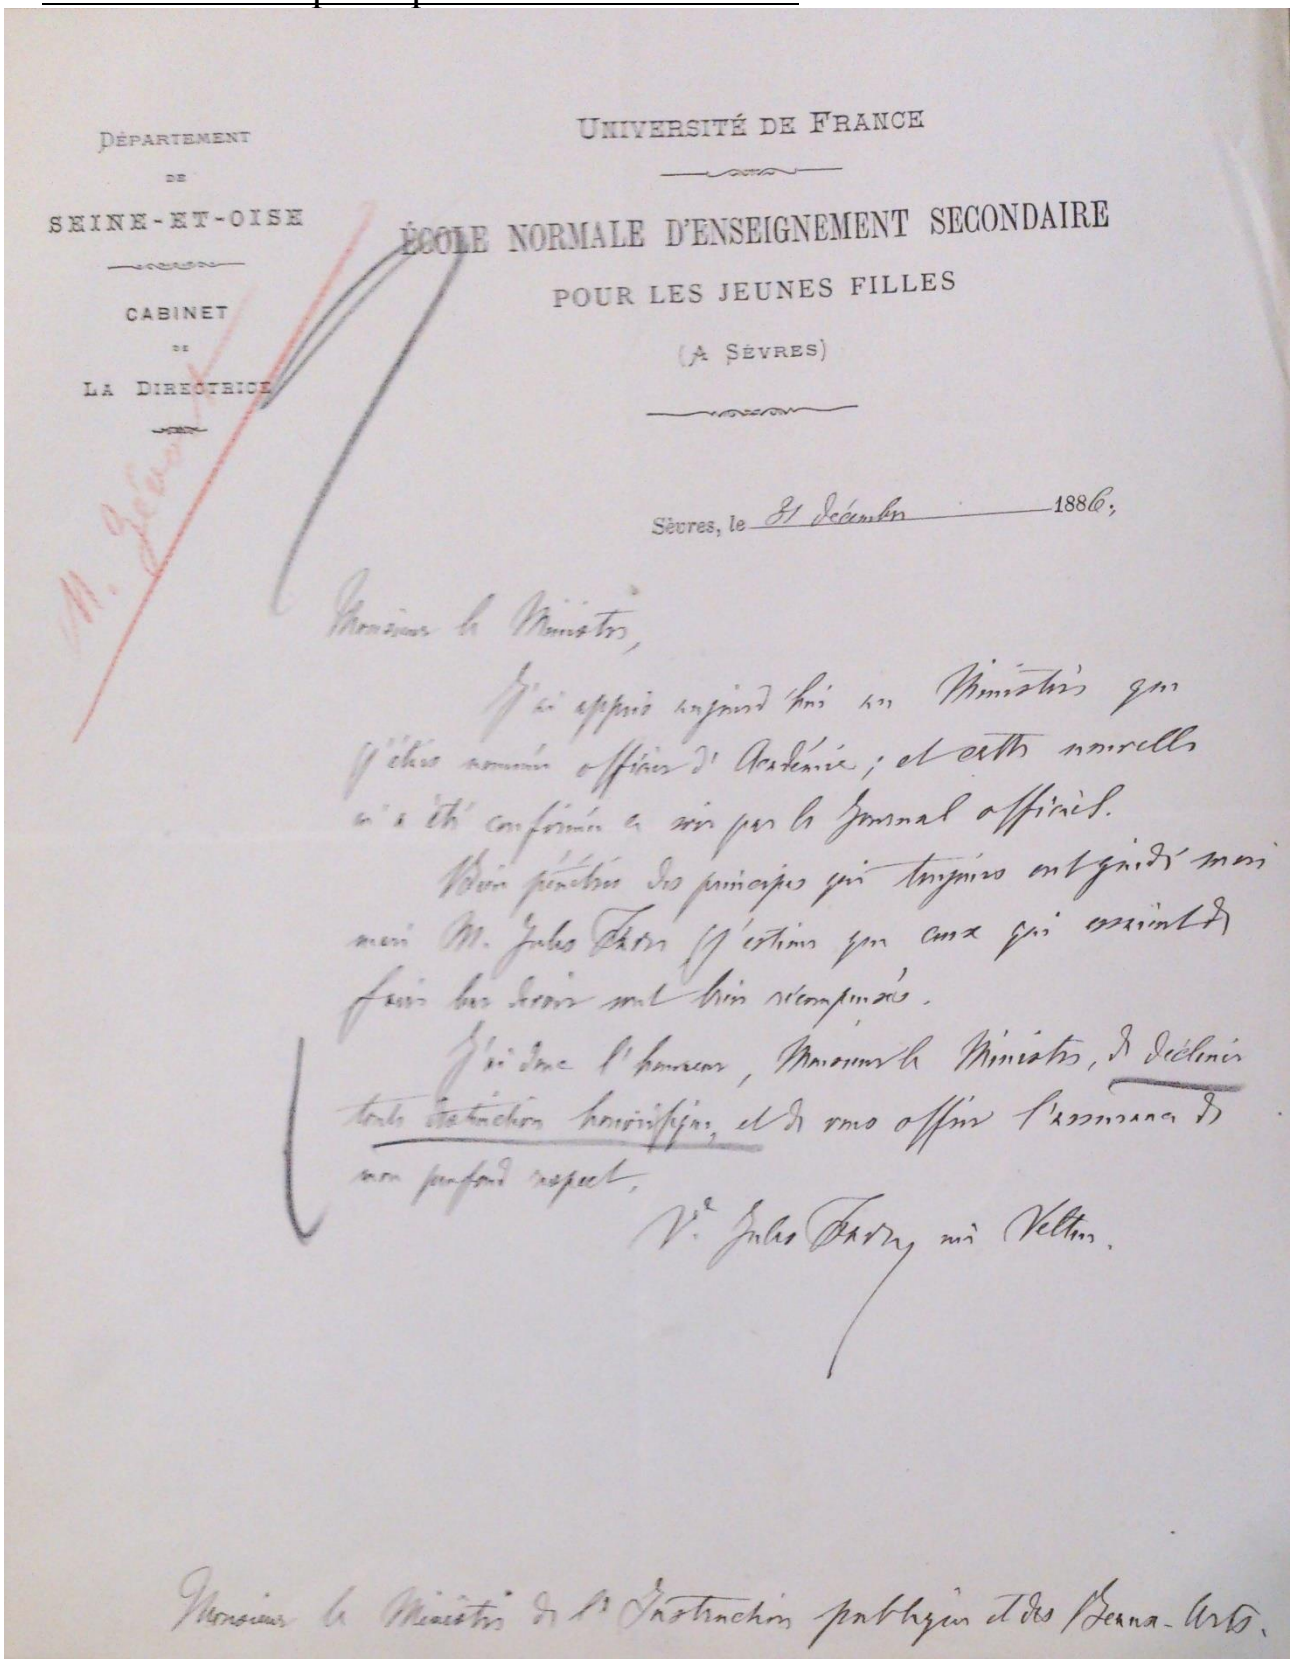 DÉPARTEMENT
DE
SEINE-ET-OISE
CABINET
DE
LA DIRECTRICE
UNIVERSITÉ DE FRANCE
ÉCOLE NORMALE D'ENSEIGNEMENT SECONDAIRE
POUR LES JEUNES FILLES
(A SÈVRES)
Sèvres, le 31 décembre 1886.
Monsieur le Ministre,
J'ai appris aujourd'hui au Ministère que
j'étais nommée officier d'Académie ; et cette nouvelle
m'a été confirmée ce soir par le Journal officiel.
Bien pénétrée des principes qui toujours ont guidé mon
mari M. Jules Favre j'estime que ceux qui essaient de
faire leur devoir sont bien récompensés.
J'ai donc l'honneur, Monsieur le Ministre, de décliner
toute distinction honorifique, et de vous offrir l'assurance de
mon profond respect.
Ve Jules Favre, née Velten.
Monsieur le Ministre de l'Instruction publique et des Beaux-Arts.